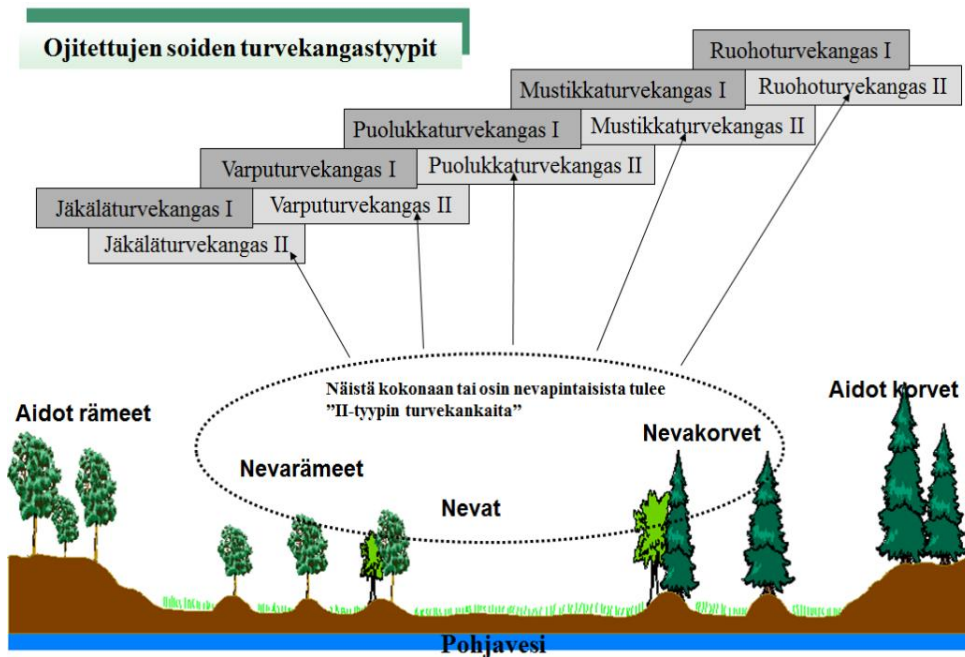 Ojitettujen soiden turvekangastyypit
Ruohoturvekangas I
Mustikkaturvekangas I
Ruohoturvekangas II
Puolukkaturvekangas I
Mustikkaturvekangas II
Varputurvekangas I
Puolukkaturvekangas II
Jäkäläturvekangas I
Varputurvekangas II
Jäkäläturvekangas II
Näistä kokonaan tai osin nevapintaisista tulee
”II-tyypin turvekankaita”
Aidot rämeet
Aidot korvet
Nevakorvet
Nevarämeet
Nevat
Pohjavesi